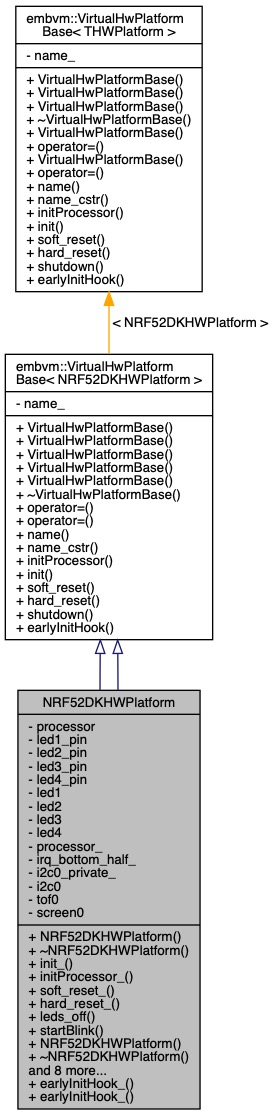 embvm::VirtualHwPlatform
Base< THWPlatform >
- name_
+ VirtualHwPlatformBase()
+ VirtualHwPlatformBase()
+ VirtualHwPlatformBase()
+ ~VirtualHwPlatformBase()
+ VirtualHwPlatformBase()
+ operator=()
+ VirtualHwPlatformBase()
+ operator=()
+ name()
+ name_cstr()
+ initProcessor()
+ init()
+ soft_reset()
+ hard_reset()
+ shutdown()
+ earlyInitHook()
< NRF52DKHWPlatform >
embvm::VirtualHwPlatform
Base< NRF52DKHWPlatform >
- name_
+ VirtualHwPlatformBase()
+ VirtualHwPlatformBase()
+ VirtualHwPlatformBase()
+ VirtualHwPlatformBase()
+ VirtualHwPlatformBase()
+ ~VirtualHwPlatformBase()
+ operator=()
+ operator=()
+ name()
+ name_cstr()
+ initProcessor()
+ init()
+ soft_reset()
+ hard_reset()
+ shutdown()
+ earlyInitHook()
NRF52DKHWPlatform
- processor
- led1_pin
- led2_pin
- led3_pin
- led4_pin
- led1
- led2
- led3
- led4
- processor_
- irq_bottom_half_
- i2c0_private_
- i2c0
- tof0
- screen0
+ NRF52DKHWPlatform()
+ ~NRF52DKHWPlatform()
+ init_()
+ initProcessor_()
+ soft_reset_()
+ hard_reset_()
+ leds_off()
+ startBlink()
+ NRF52DKHWPlatform()
+ ~NRF52DKHWPlatform()
and 8 more...
+ earlyInitHook_()
+ earlyInitHook_()